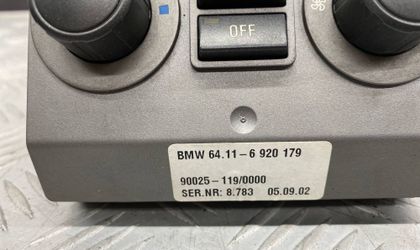 OFF
BMW 64.11-6 920 179
90025-119/0000
SER.NR: 8.783 05.09.02